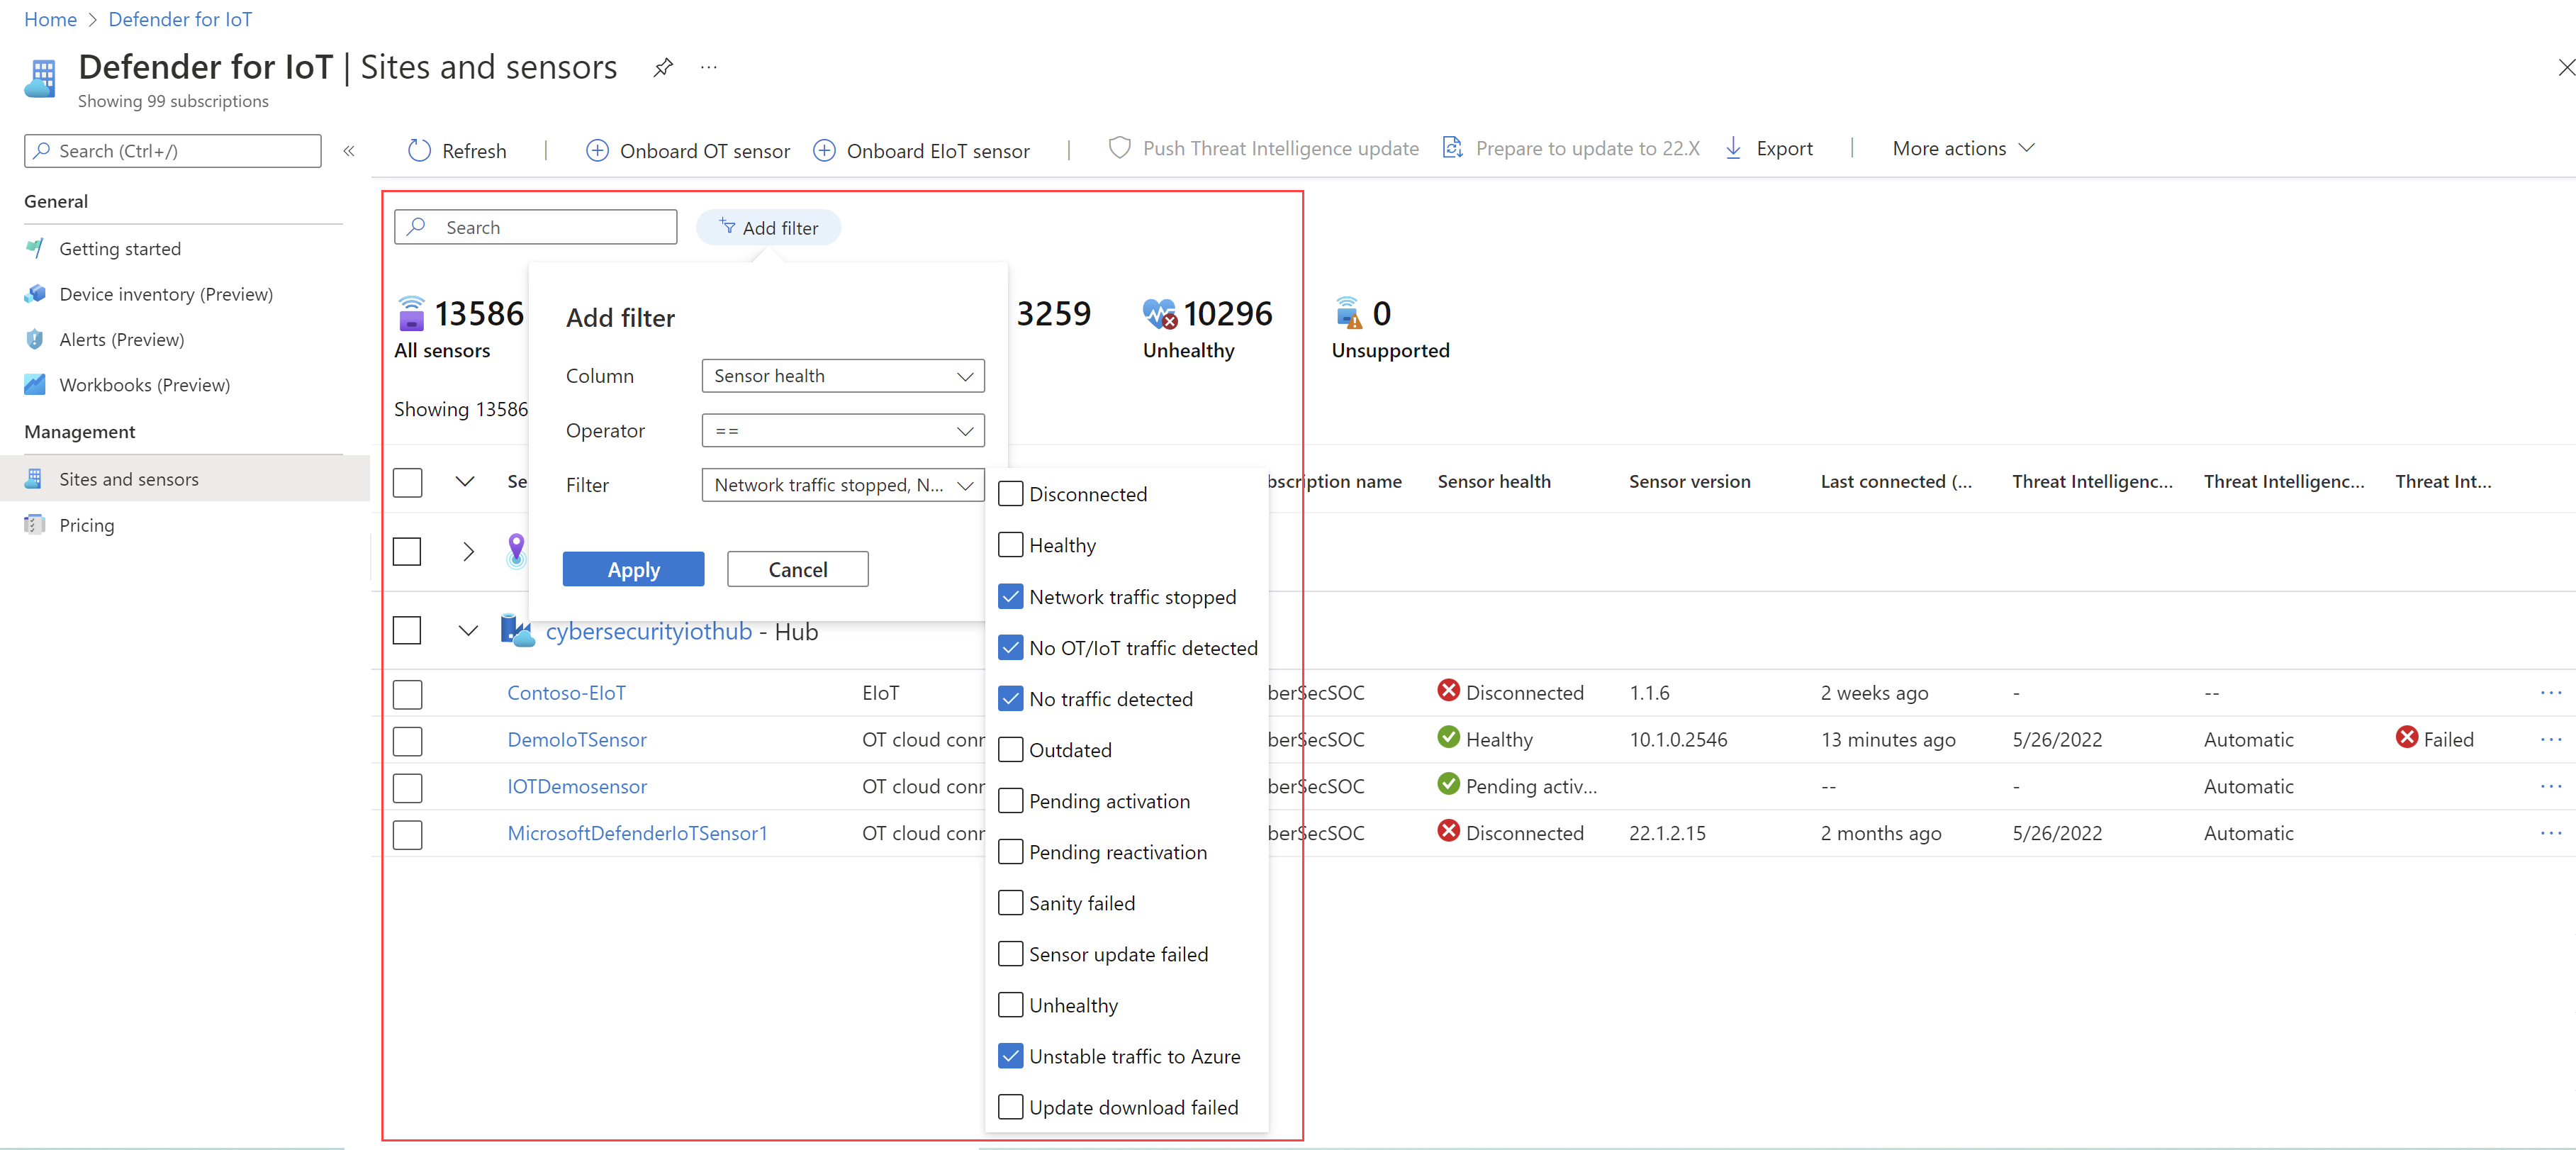 Home > Defender for IoT
Defender for IoT | Sites and sensors ...
Showing 99 subscriptions
Search (Ctrl+/) «
General
Getting started
Device inventory (Preview)
Alerts (Preview)
Workbooks (Preview)
Management
Sites and sensors
Pricing
Refresh | Onboard OT sensor Onboard EIoT sensor | Push Threat Intelligence update Prepare to update to 22.X Export | More actions
Search Add filter
13586 3259 10296 0
All sensors Unhealthy Unsupported
Showing 13586
Add filter
Column Sensor health
Operator ==
Filter Network traffic stopped, N...
Apply Cancel
Disconnected
Healthy
Network traffic stopped
No OT/IoT traffic detected
No traffic detected
Outdated
Pending activation
Pending reactivation
Sanity failed
Sensor update failed
Unhealthy
Unstable traffic to Azure
Update download failed
Se bscription name Sensor health Sensor version Last connected (... Threat Intelligenc... Threat Intelligenc... Threat Int...
cybersecurityiothub - Hub
Contoso-EIoT EIoT berSecSOC Disconnected 1.1.6 2 weeks ago - -- ...
DemoIoTSensor OT cloud conr berSecSOC Healthy 10.1.0.2546 13 minutes ago 5/26/2022 Automatic Failed ...
IOTDemosensor OT cloud conr berSecSOC Pending activ... -- - Automatic ...
MicrosoftDefenderIoTSensor1 OT cloud conr berSecSOC Disconnected 22.1.2.15 2 months ago 5/26/2022 Automatic ...